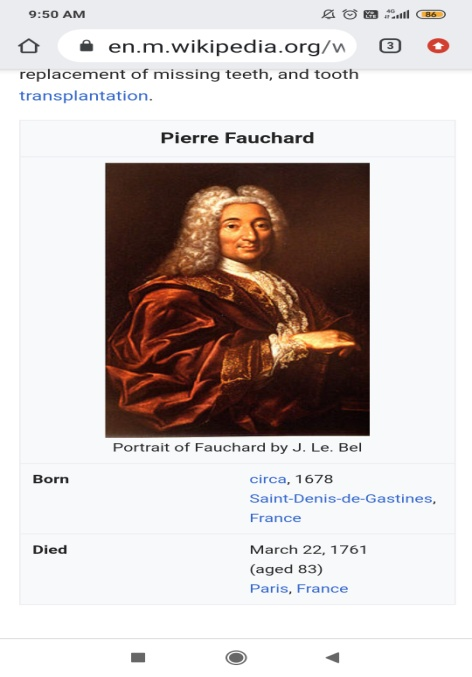 9:50 AM
4G
86
en.m.wikipedia.org/w
3
replacement of missing teeth, and tooth
transplantation.
Pierre Fauchard
Portrait of Fauchard by J. Le. Bel
Born
circa, 1678
Saint-Denis-de-Gastines,
France
Died
March 22, 1761
(aged 83)
Paris, France